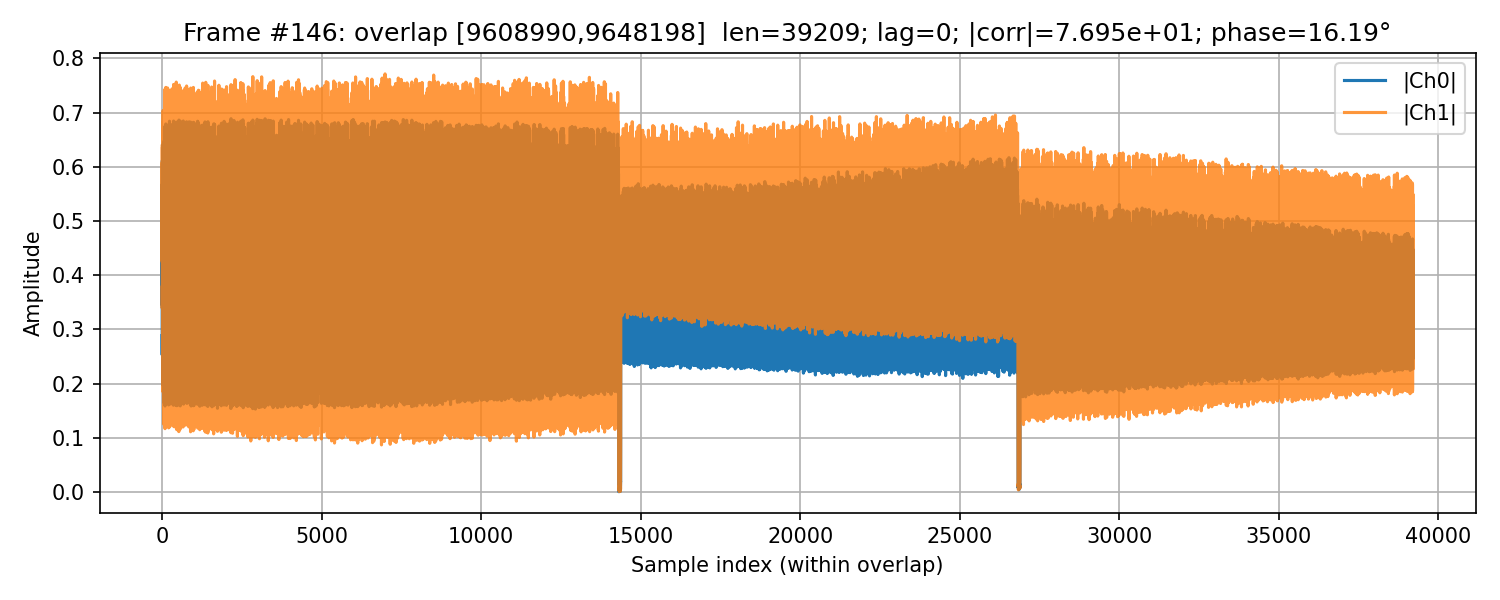 Frame #146: overlap [9608990,9648198]  len=39209; lag=0; |corr|=7.695e+01; phase=16.19°
|Ch0|
|Ch1|
Amplitude
0.8
0.7
0.6
0.5
0.4
0.3
0.2
0.1
0.0
0 5000 10000 15000 20000 25000 30000 35000 40000
Sample index (within overlap)